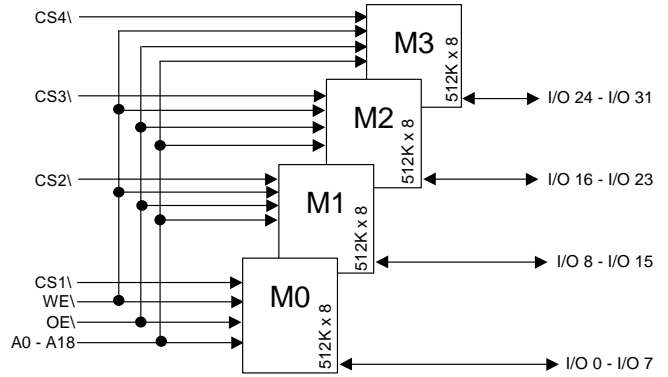 CS4\
M3
512K x 8
I/O 24 - I/O 31
CS3\
M2
512K x 8
I/O 16 - I/O 23
CS2\
M1
512K x 8
I/O 8 - I/O 15
CS1\
WE\
OE\
A0 - A18
M0
512K x 8
I/O 0 - I/O 7